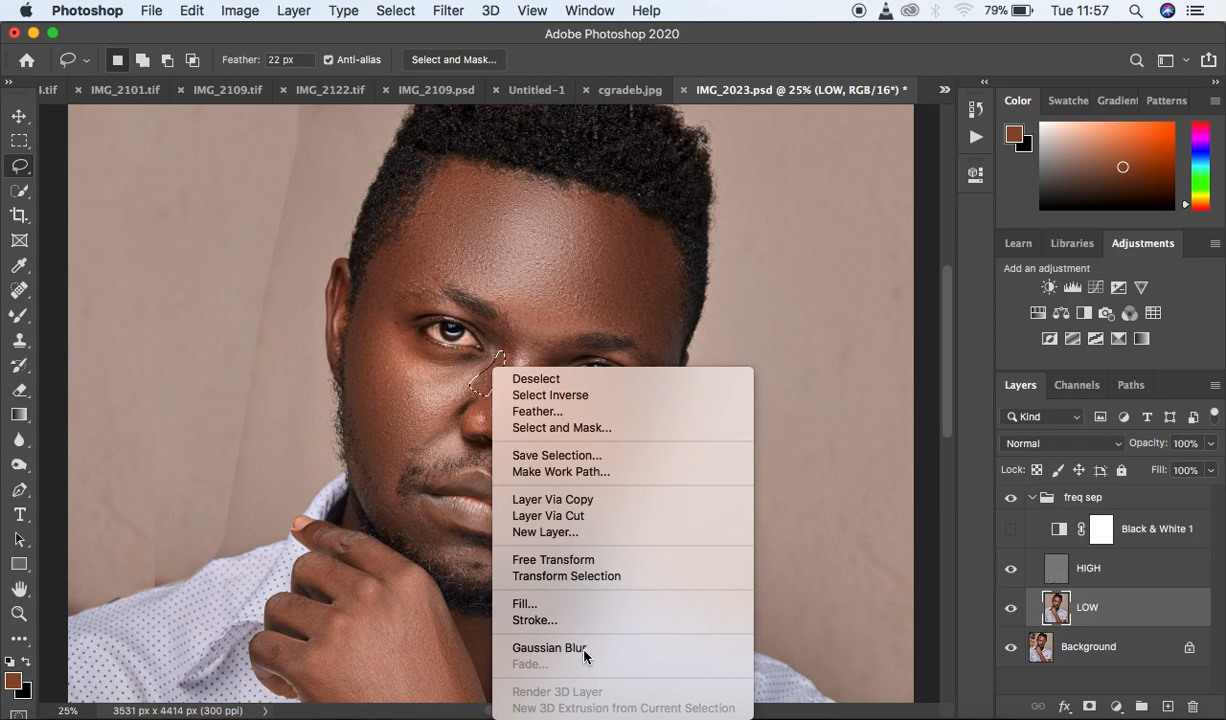 Photoshop File Edit Image Layer Type Select Filter 3D View Window Help 79% Tue 11:57
Adobe Photoshop 2020
Feather: 22 px Anti-alias Select and Mask...
4.tif × IMG_2101.tif × IMG_2109.tif × IMG_2122.tif × IMG_2109.psd × Untitled-1 × cgradeb.jpg × IMG_2023.psd @ 25% (LOW, RGB/16*) *
Color Swatche Gradient Patterns
Learn Libraries Adjustments
Add an adjustment
Deselect
Select Inverse
Feather...
Select and Mask...
Save Selection...
Make Work Path...
Layer Via Copy
Layer Via Cut
New Layer...
Free Transform
Transform Selection
Fill...
Stroke...
Gaussian Blur
Fade...
Render 3D Layer
New 3D Extrusion from Current Selection
Layers Channels Paths
Kind
Normal Opacity: 100%
Lock: Fill: 100%
freq sep
Black & White 1
HIGH
LOW
Background
25% 3531 px x 4414 px (300 ppi)